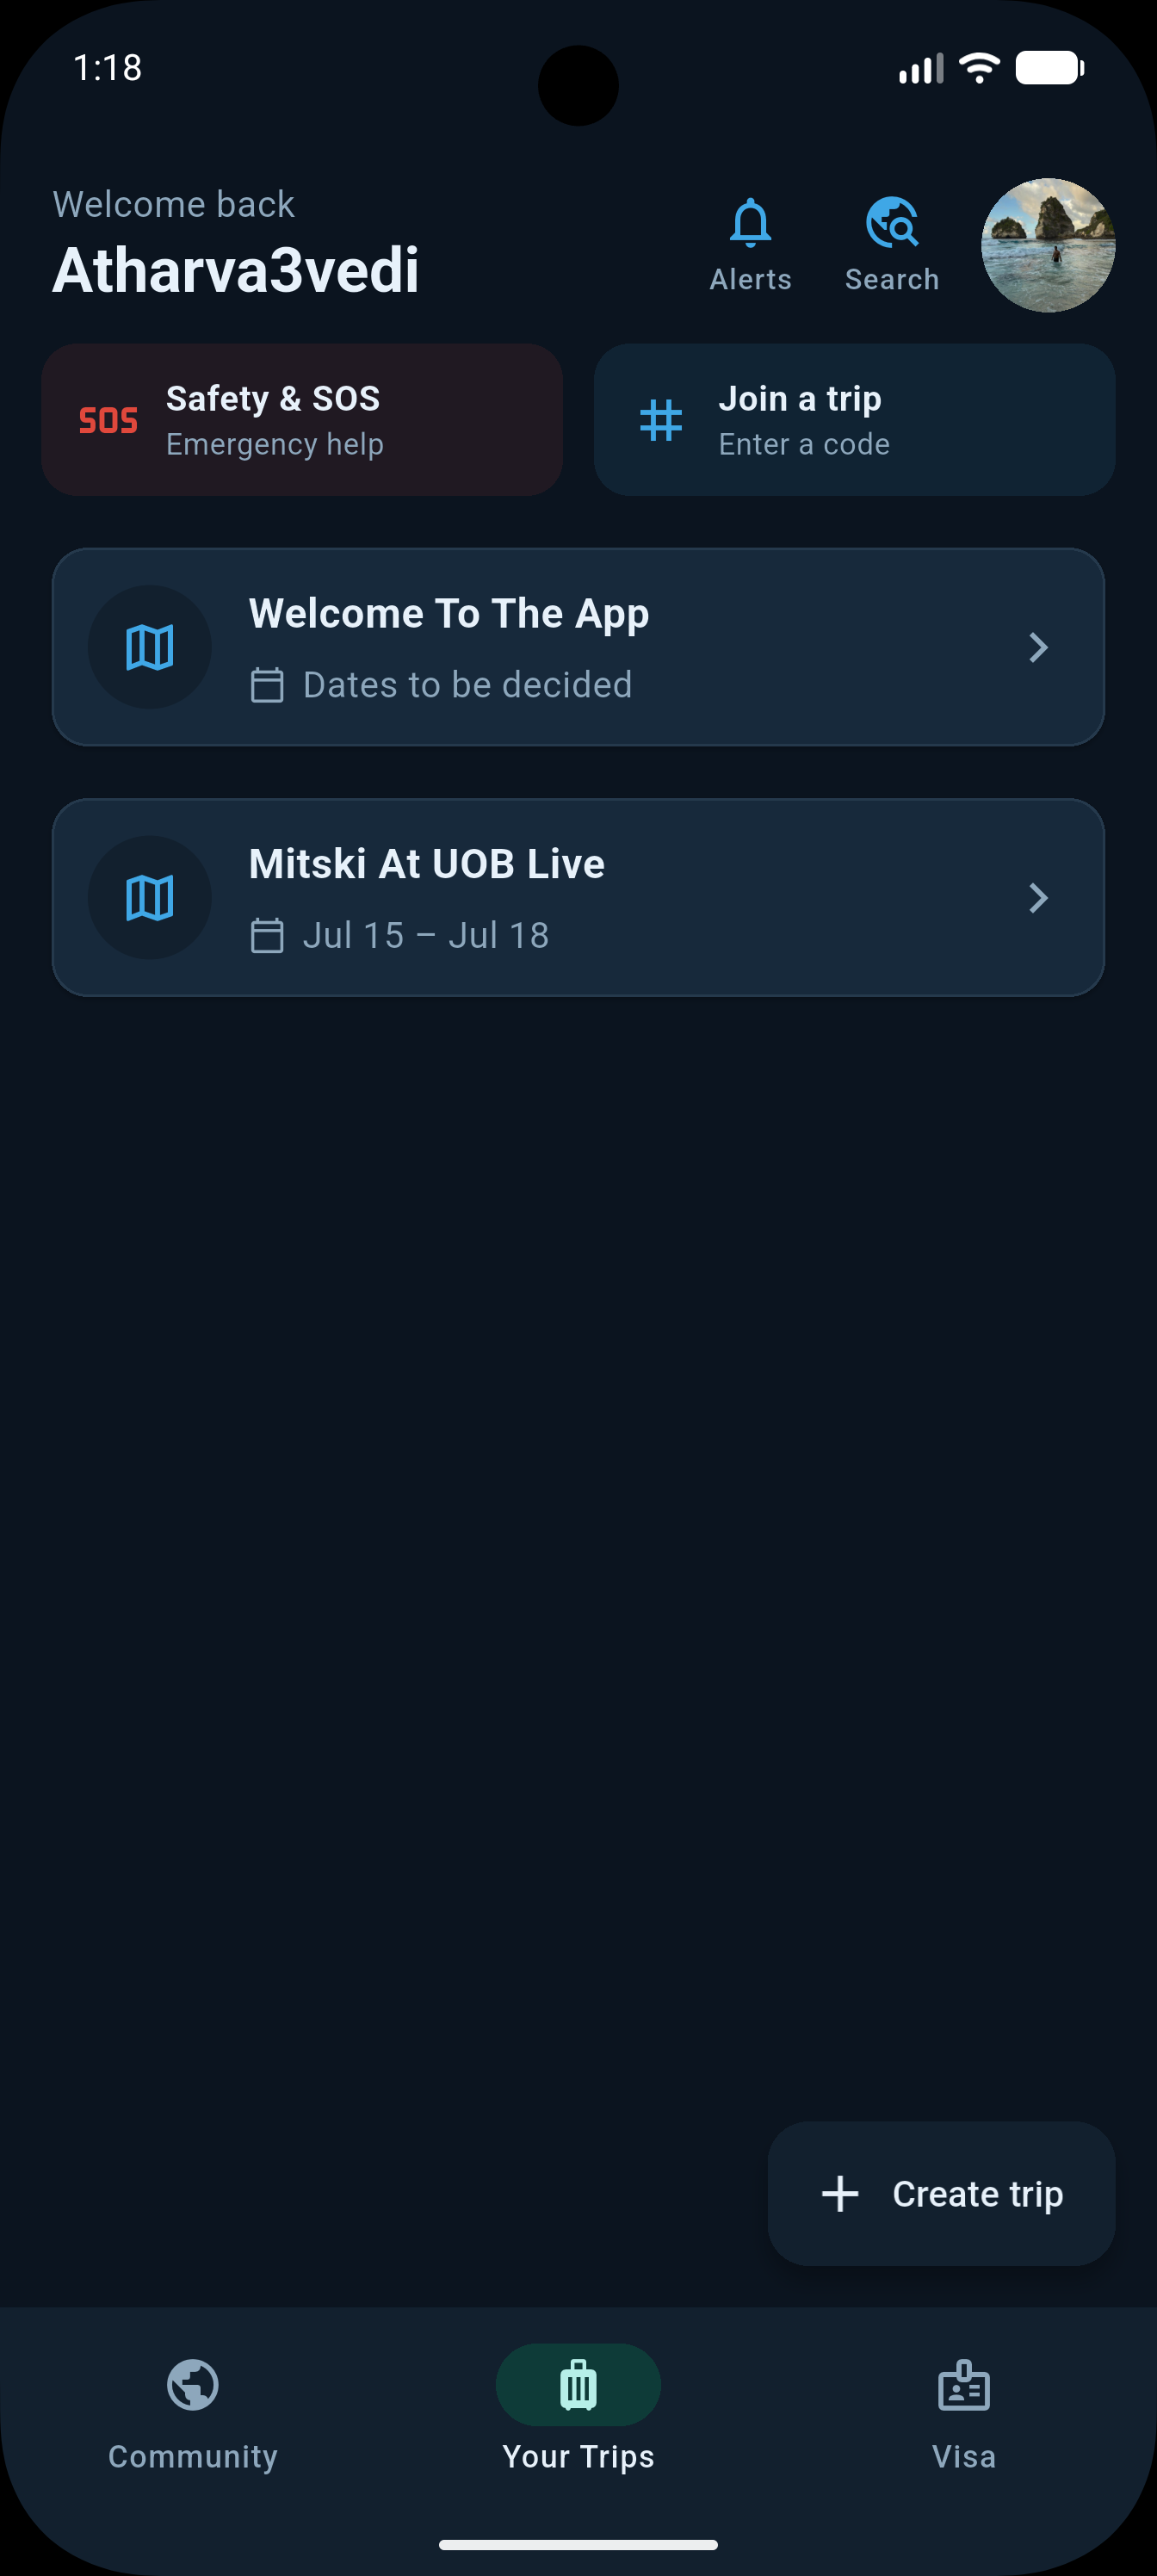 1:18
Welcome back
Atharva3vedi
Alerts
Search
SOS
Safety & SOS
Emergency help
Join a trip
Enter a code
Welcome To The App
Dates to be decided
Mitski At UOB Live
Jul 15 – Jul 18
Create trip
Community
Your Trips
Visa